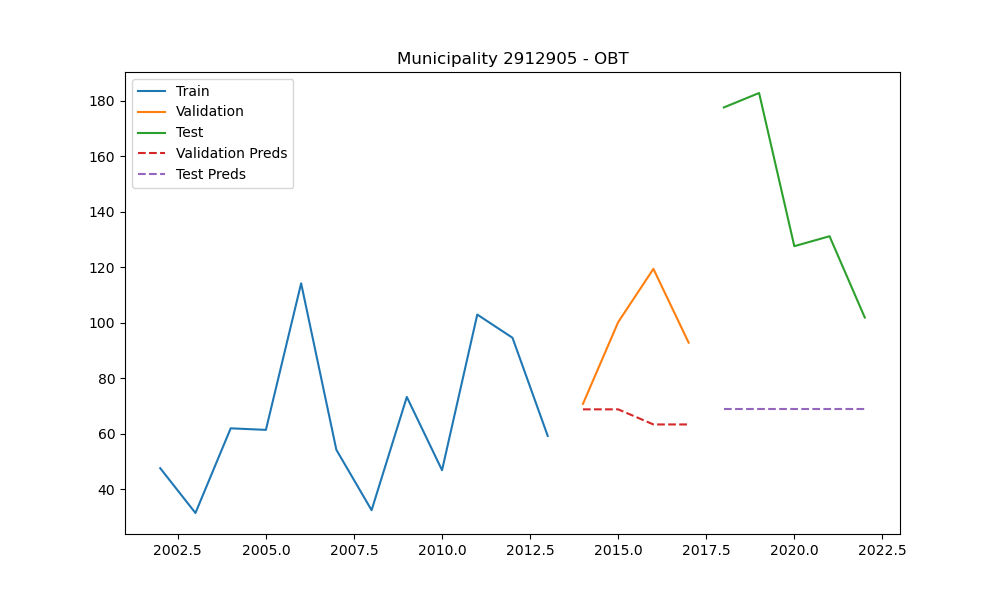 Municipality 2912905 - OBT
Train
Validation
Test
Validation Preds
Test Preds
180
160
140
120
100
80
60
40
2002.5 2005.0 2007.5 2010.0 2012.5 2015.0 2017.5 2020.0 2022.5